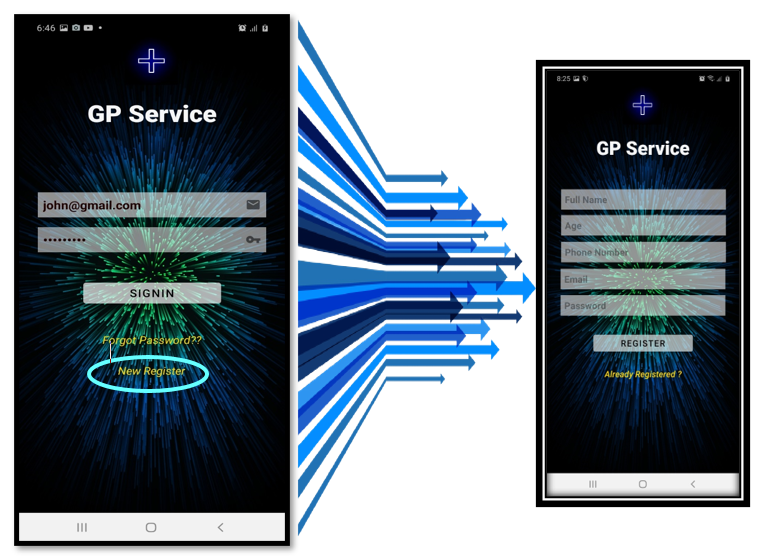 6:46
GP Service
john@gmail.com
•••••••••
SIGNIN
Forgot Password??
New Register
8:25
GP Service
Full Name
Age
Phone Number
Email
Password
REGISTER
Already Registered ?